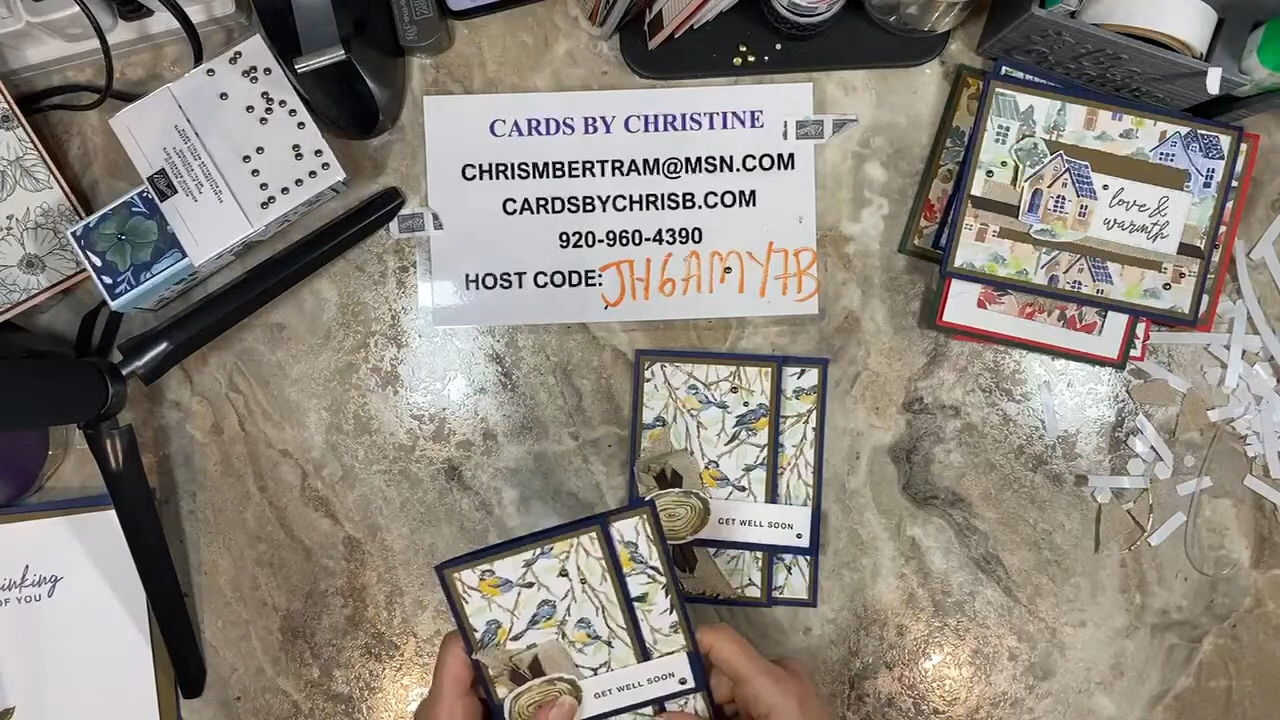 CARDS BY CHRISTINE
CHRISMBERTRAM@MSN.COM
CARDSBYCHRISB.COM
920-960-4390
HOST CODE: JH6AMY7B
love &
warmth
GET WELL SOON
GET WELL SOON
OF YOU